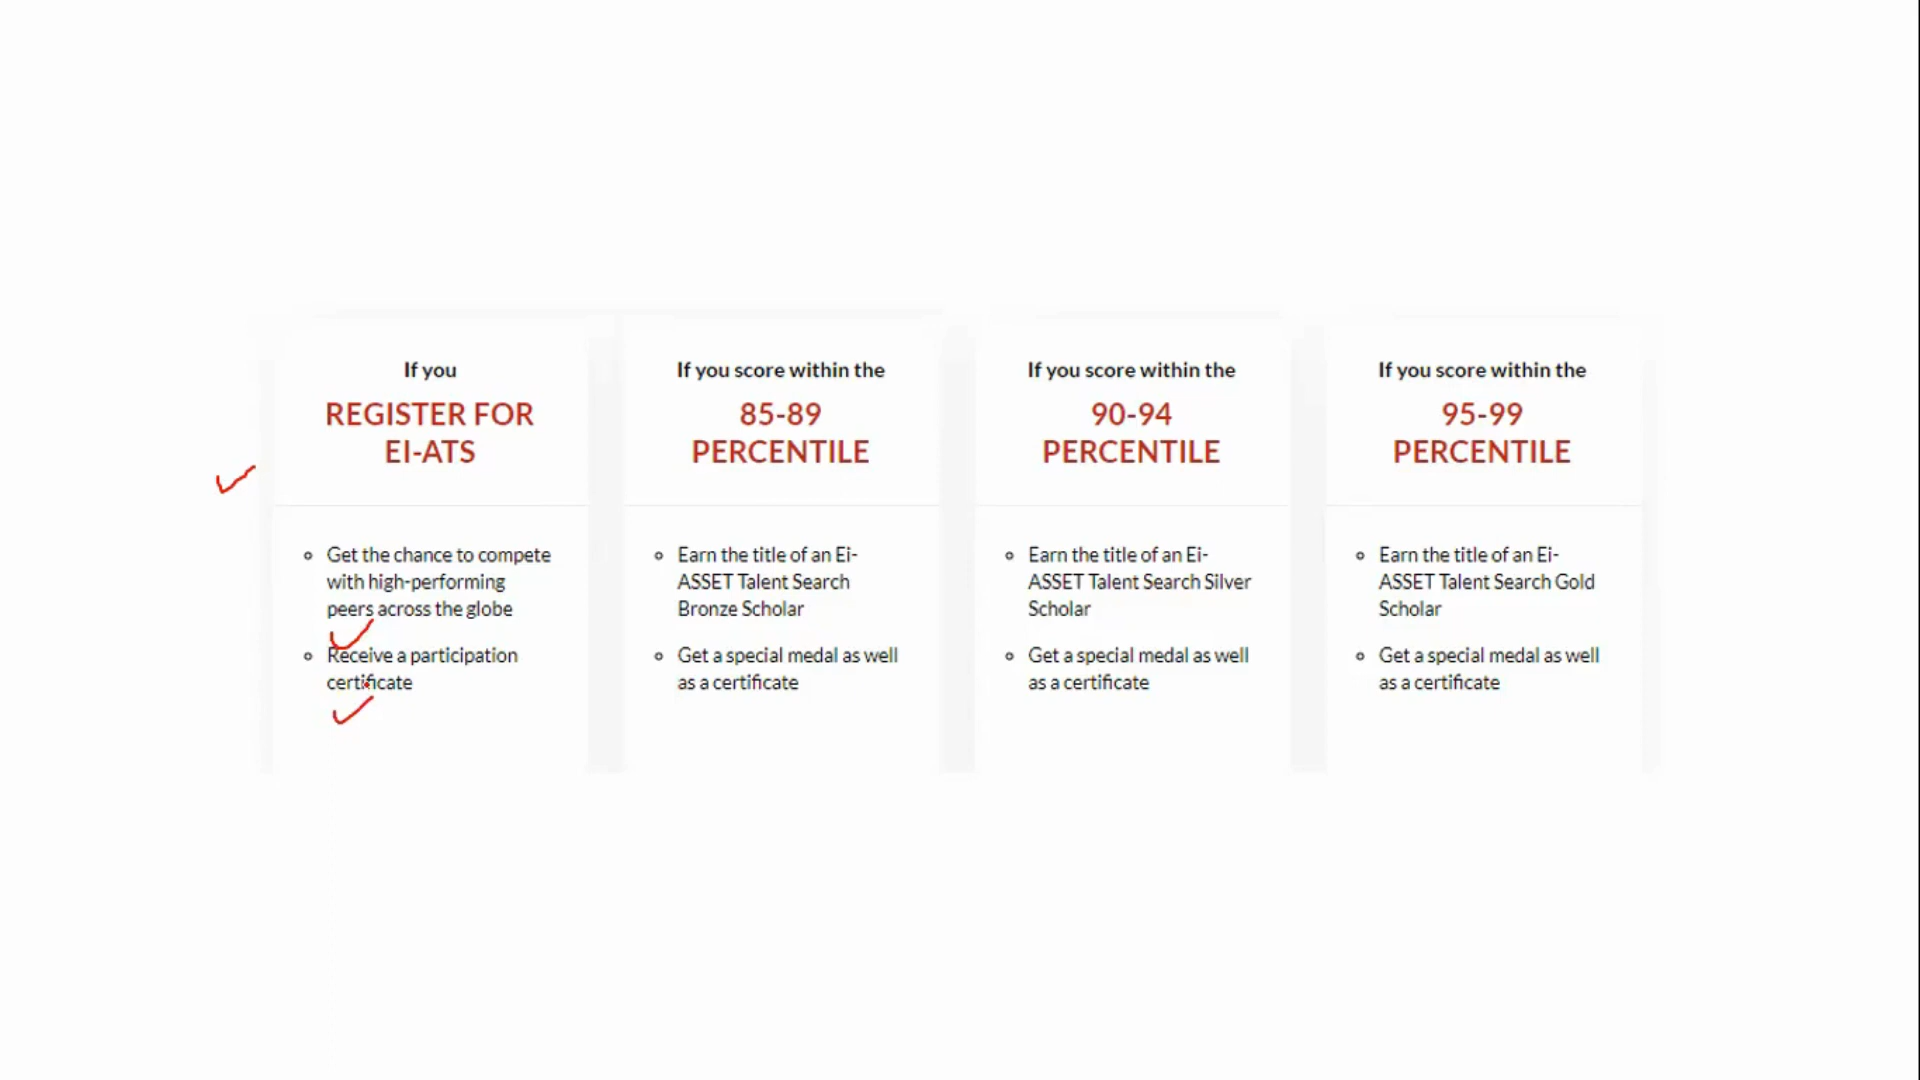 If you
REGISTER FOR
EI-ATS
Get the chance to compete
with high-performing
peers across the globe
Receive a participation
certificate
If you score within the
85-89
PERCENTILE
Earn the title of an Ei-
ASSET Talent Search
Bronze Scholar
Get a special medal as well
as a certificate
If you score within the
90-94
PERCENTILE
Earn the title of an Ei-
ASSET Talent Search Silver
Scholar
Get a special medal as well
as a certificate
If you score within the
95-99
PERCENTILE
Earn the title of an Ei-
ASSET Talent Search Gold
Scholar
Get a special medal as well
as a certificate